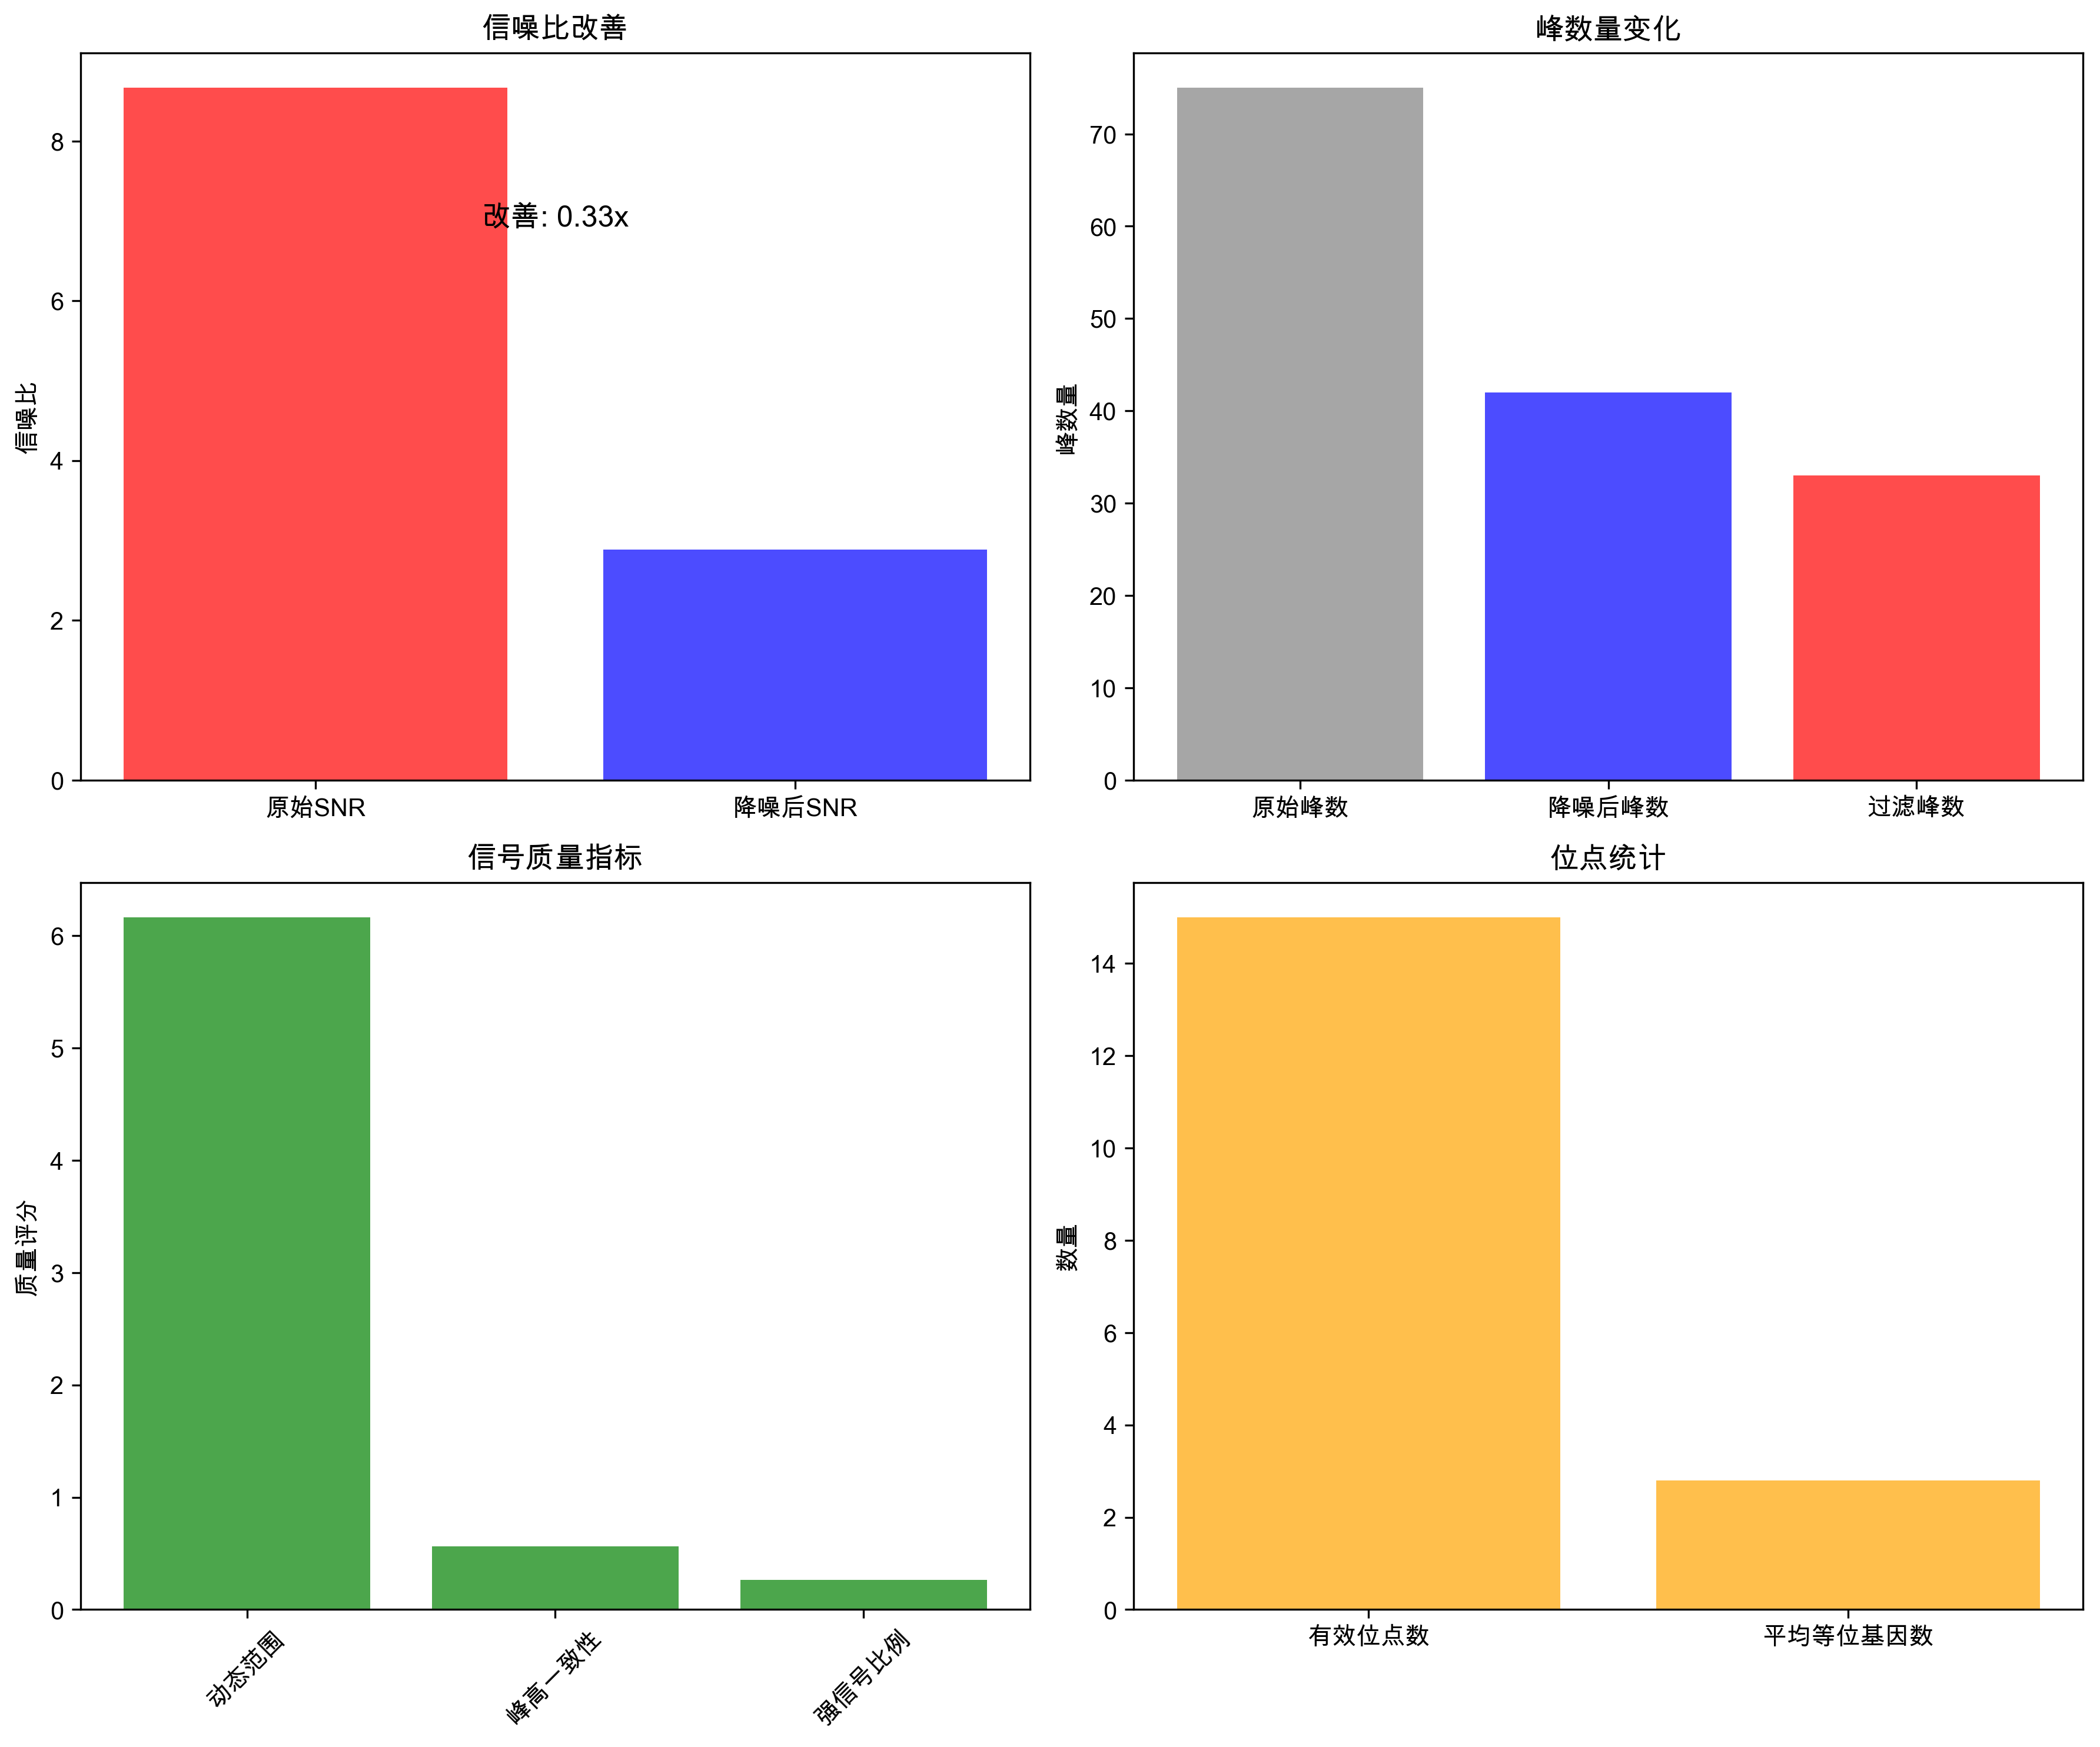 信噪比改善
信噪比
8
6
4
2
0
改善: 0.33x
原始SNR
降噪后SNR
峰数量变化
峰数量
70
60
50
40
30
20
10
0
原始峰数
降噪后峰数
过滤峰数
信号质量指标
质量评分
6
5
4
3
2
1
0
动态范围
峰高一致性
强信号比例
位点统计
数量
14
12
10
8
6
4
2
0
有效位点数
平均等位基因数